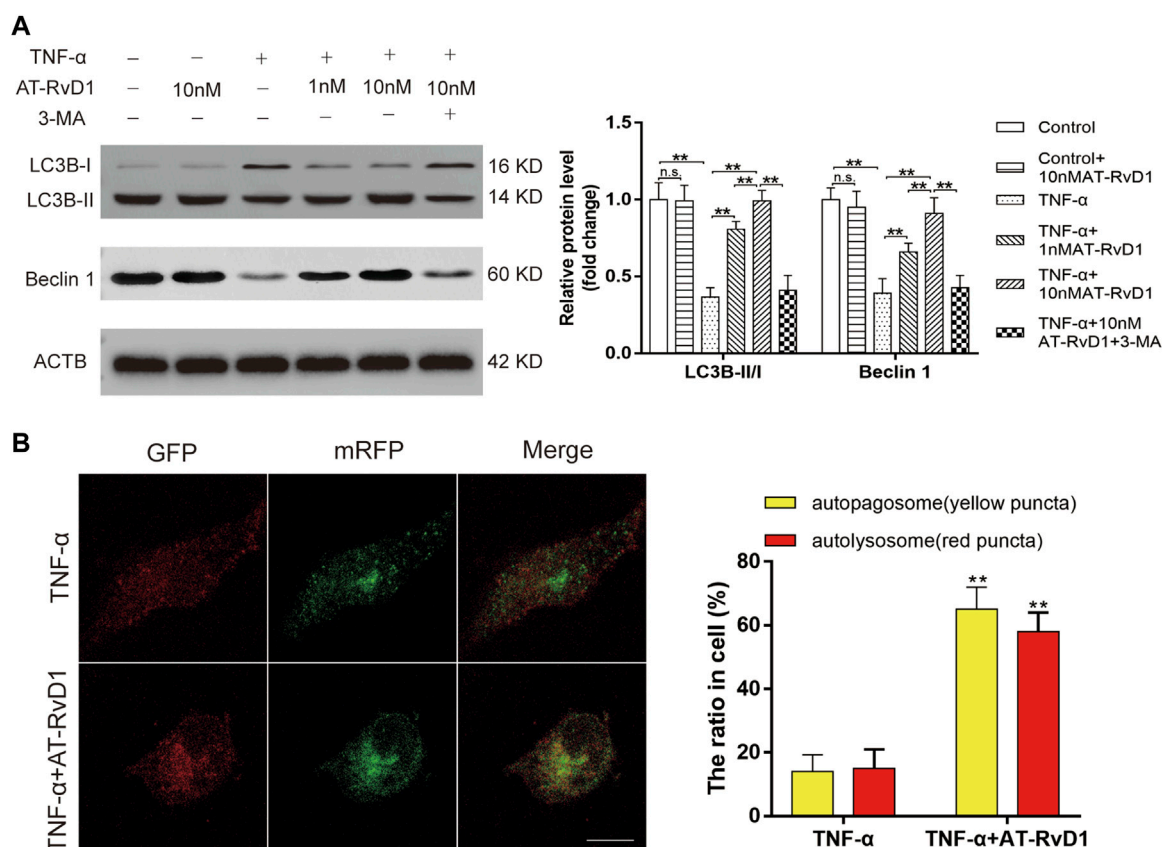 A
TNF-α – – + + + +
AT-RvD1 – 10nM – 1nM 10nM 10nM
3-MA – – – – – +
LC3B-I 16 KD
LC3B-II 14 KD
Beclin 1 60 KD
ACTB 42 KD
Relative protein level
(fold change)
1.5
1.0
0.5
0.0
** ** ** ** n.s. **
** ** ** ** n.s. **
LC3B-II/I Beclin 1
Control
Control+
10nMAT-RvD1
TNF-α
TNF-α+
1nMAT-RvD1
TNF-α+
10nMAT-RvD1
TNF-α+10nM
AT-RvD1+3-MA
B
GFP mRFP Merge
TNF-α
TNF-α+AT-RvD1
autopagosome(yellow puncta)
autolysosome(red puncta)
The ratio in cell (%)
80
60
40
20
0
** **
TNF-α TNF-α+AT-RvD1